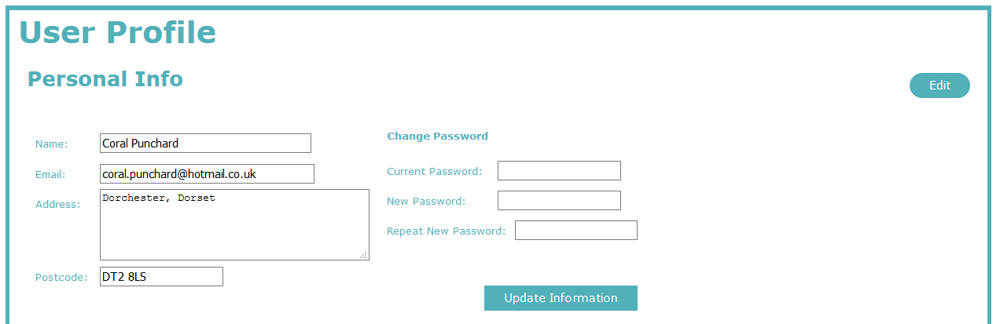 User Profile
Personal Info
Edit
Name: Coral Punchard
Email: coral.punchard@hotmail.co.uk
Address: Dorchester, Dorset
Postcode: DT2 8LS
Change Password
Current Password:
New Password:
Repeat New Password:
Update Information